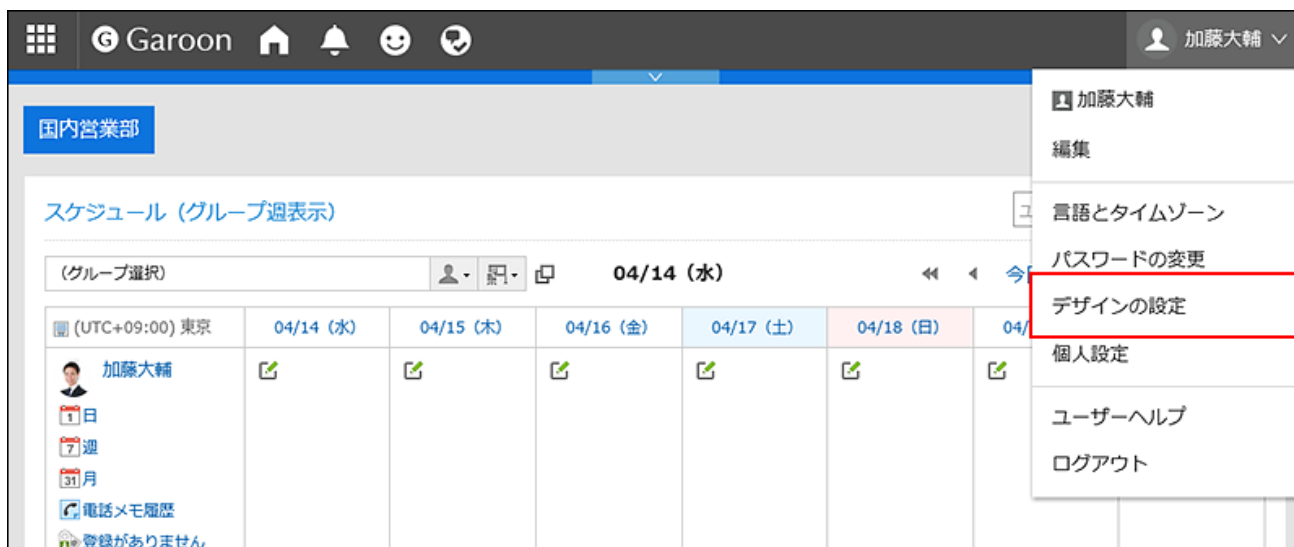 Garoon
加藤大輔
加藤大輔
編集
言語とタイムゾーン
パスワードの変更
デザインの設定
個人設定
ユーザーヘルプ
ログアウト
国内営業部
スケジュール（グループ週表示）
（グループ選択） 04/14（水） 今
(UTC+09:00) 東京 04/14（水） 04/15（木） 04/16（金） 04/17（土） 04/18（日） 04/
加藤大輔
1 日
7 週
31 月
電話メモ履歴
登録がありません